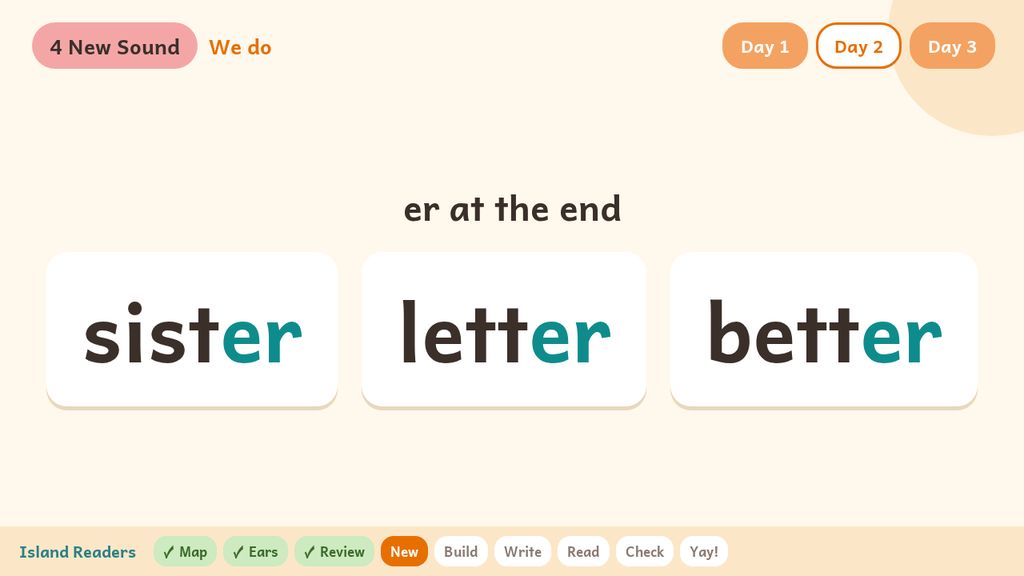 4 New Sound We do Day 1 Day 2 Day 3
er at the end
sister letter better
Island Readers ✓ Map ✓ Ears ✓ Review New Build Write Read Check Yay!